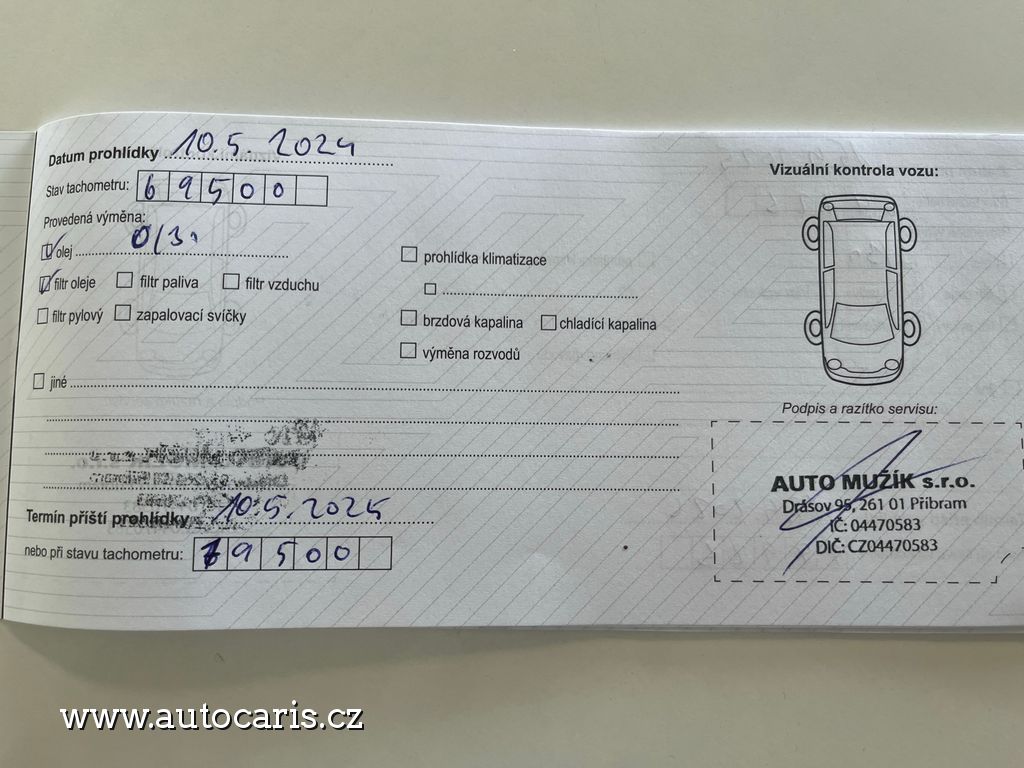 Datum prohlídky 10.5. 2024
Stav tachometru: 69500
Provedená výměna:
olej 0/30
filtr oleje filtr paliva filtr vzduchu
filtr pylový zapalovací svíčky
jiné
prohlídka klimatizace
brzdová kapalina chladící kapalina
výměna rozvodů
Termín příští prohlídky 10.5.2025
nebo při stavu tachometru: 79500
Vizuální kontrola vozu:
Podpis a razítko servisu:
AUTO MUŽÍK s.r.o.
Drásov 95, 261 01 Příbram
IČ: 04470583
DIČ: CZ04470583
www.autocaris.cz